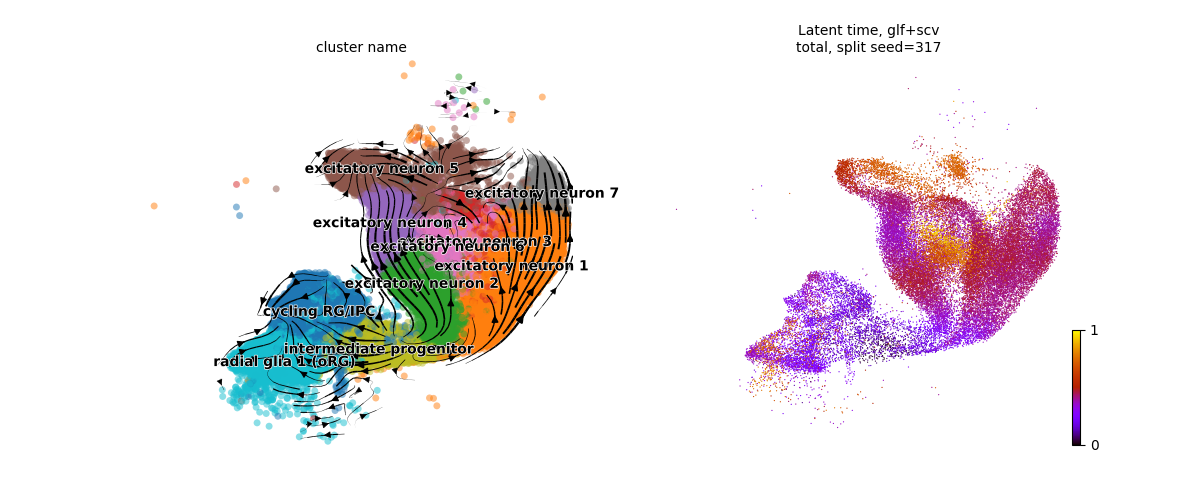 cluster name
Latent time, glf+scv
total, split seed=317
excitatory neuron 5
excitatory neuron 7
excitatory neuron 4
excitatory neuron 3
excitatory neuron 6
excitatory neuron 1
excitatory neuron 2
cycling RG/IPC
intermediate progenitor
radial glia 1 (oRG)
1
0